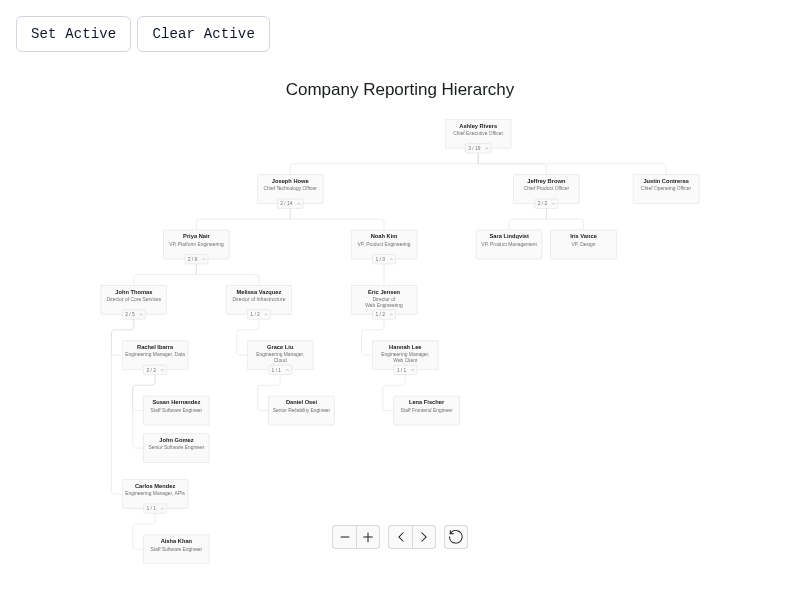 Set Active
Clear Active
Company Reporting Hierarchy
Ashley Rivers
Chief Executive Officer
3 / 19
Joseph Howe
Chief Technology Officer
2 / 14
Jeffrey Brown
Chief Product Officer
2 / 2
Justin Contreras
Chief Operating Officer
Priya Nair
VP, Platform Engineering
2 / 9
Noah Kim
VP, Product Engineering
1 / 3
Sara Lindqvist
VP, Product Management
Iris Vance
VP, Design
John Thomas
Director of Core Services
2 / 5
Melissa Vazquez
Director of Infrastructure
1 / 2
Eric Jensen
Director of
Web Engineering
1 / 2
Rachel Ibarra
Engineering Manager, Data
2 / 2
Grace Liu
Engineering Manager,
Cloud
1 / 1
Hannah Lee
Engineering Manager,
Web Client
1 / 1
Susan Hernandez
Staff Software Engineer
Daniel Osei
Senior Reliability Engineer
Lena Fischer
Staff Frontend Engineer
John Gomez
Senior Software Engineer
Carlos Mendez
Engineering Manager, APIs
1 / 1
Aisha Khan
Staff Software Engineer